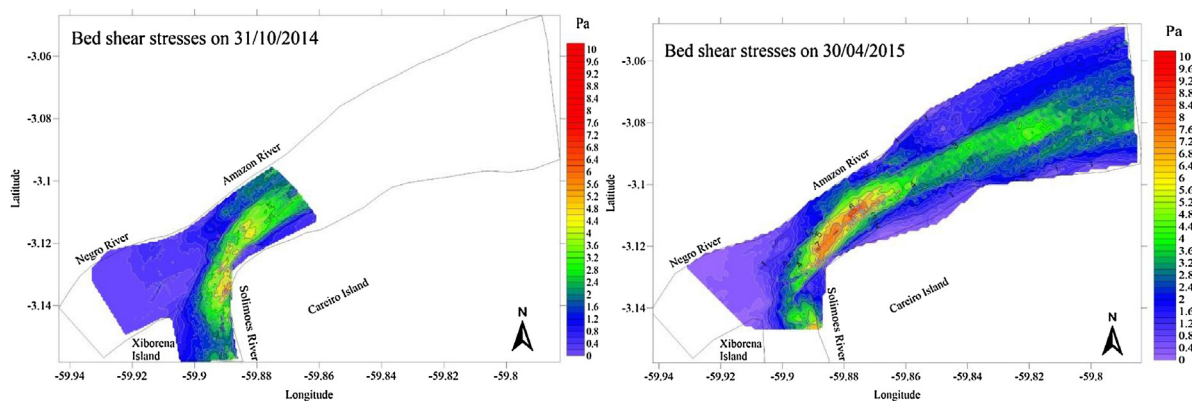 Bed shear stresses on 31/10/2014
Pa
10
9.6
9.2
8.8
8.4
8
7.6
7.2
6.8
6.4
6
5.6
5.2
4.8
4.4
4
3.6
3.2
2.8
2.4
2
1.6
1.2
0.8
0.4
0
-3.06
-3.08
-3.1
-3.12
-3.14
Latitude
Amazon River
Negro River
Solimoes River
Careiro Island
Xiborena
Island
N
-59.94 -59.92 -59.9 -59.88 -59.86 -59.84 -59.82 -59.8
Longitude
Bed shear stresses on 30/04/2015
Pa
10
9.6
9.2
8.8
8.4
8
7.6
7.2
6.8
6.4
6
5.6
5.2
4.8
4.4
4
3.6
3.2
2.8
2.4
2
1.6
1.2
0.8
0.4
0
-3.06
-3.08
-3.1
-3.12
-3.14
Latitude
Amazon River
Negro River
Solimoes River
Careiro Island
Xiborena
Island
N
-59.94 -59.92 -59.9 -59.88 -59.86 -59.84 -59.82 -59.8
Longitude